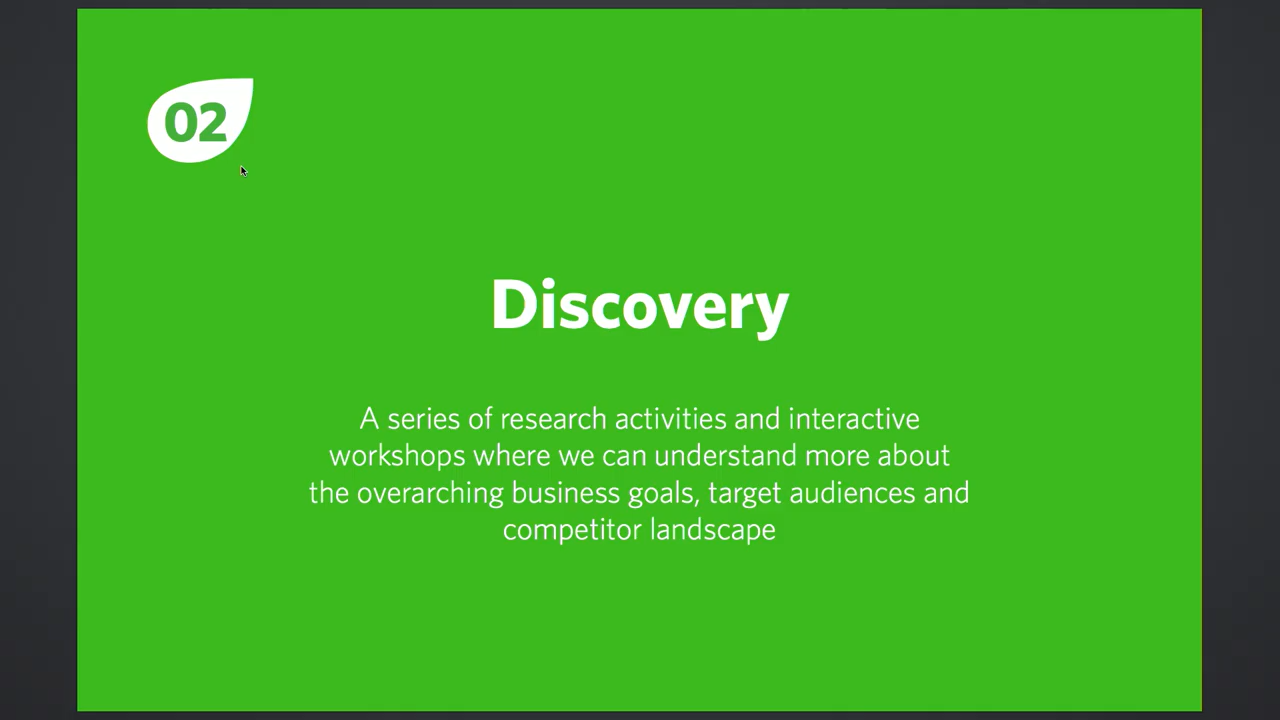 02
Discovery
A series of research activities and interactive
workshops where we can understand more about
the overarching business goals, target audiences and
competitor landscape